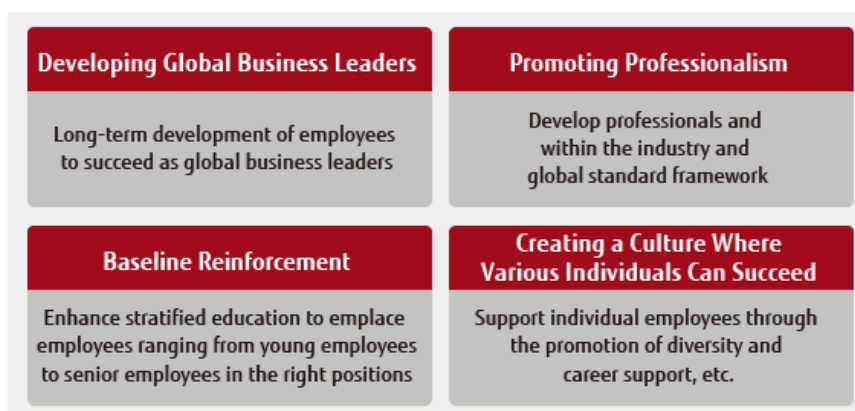 Developing Global Business Leaders
Long-term development of employees
to succeed as global business leaders
Promoting Professionalism
Develop professionals and
within the industry and
global standard framework
Baseline Reinforcement
Enhance stratified education to emplace
employees ranging from young employees
to senior employees in the right positions
Creating a Culture Where
Various Individuals Can Succeed
Support individual employees through
the promotion of diversity and
career support, etc.